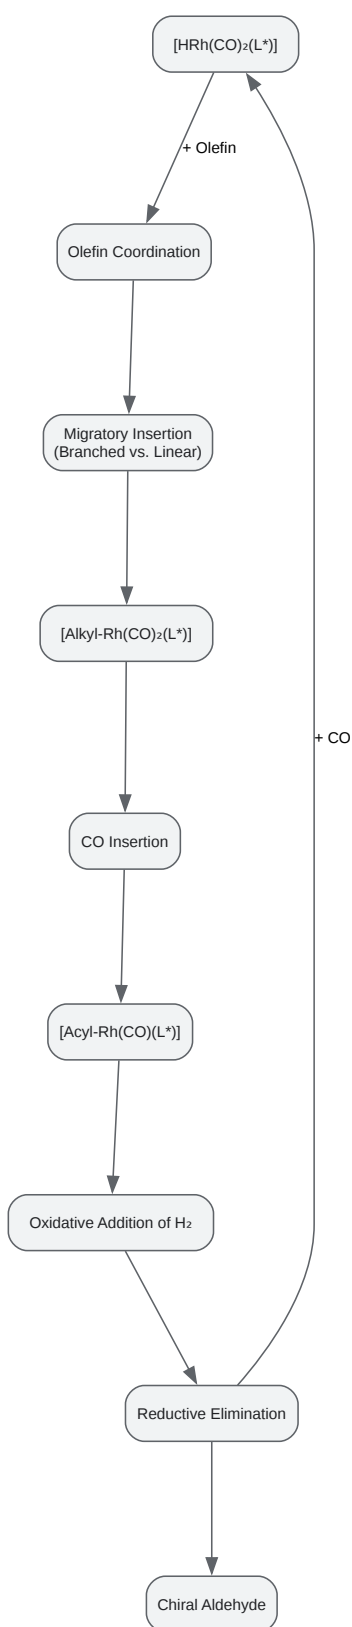 [HRh(CO)₂(L*)]
+ Olefin
Olefin Coordination
Migratory Insertion
(Branched vs. Linear)
[Alkyl-Rh(CO)₂(L*)]
+ CO
CO Insertion
[Acyl-Rh(CO)(L*)]
Oxidative Addition of H₂
Reductive Elimination
Chiral Aldehyde